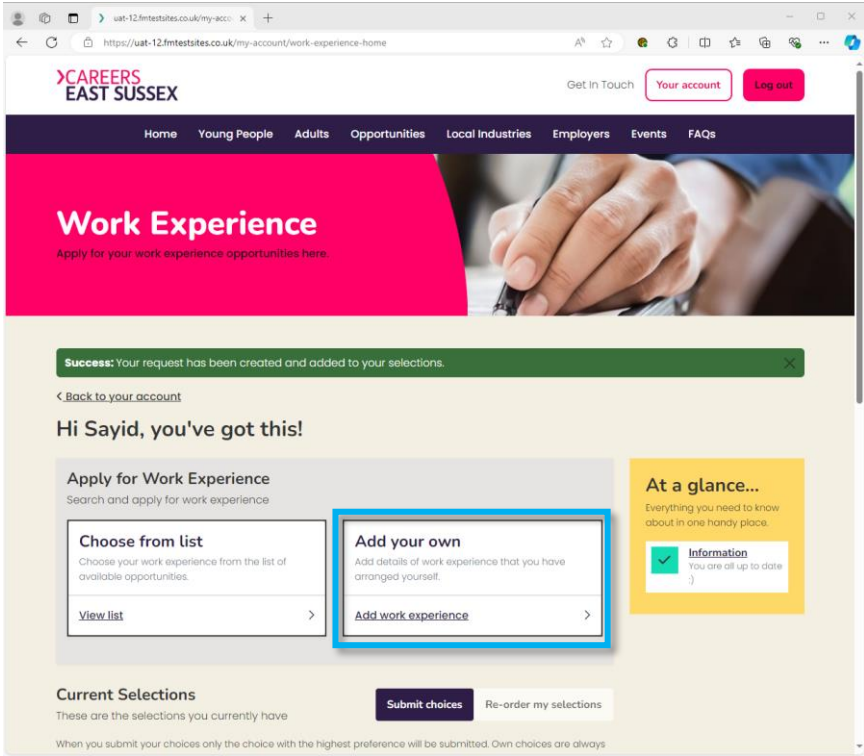 uat-12.fmtestsites.co.uk/my-acco
https://uat-12.fmtestsites.co.uk/my-account/work-experience-home
CAREERS
EAST SUSSEX
Get In Touch
Your account
Log out
Home Young People Adults Opportunities Local Industries Employers Events FAQs
Work Experience
Apply for your work experience opportunities here.
Success: Your request has been created and added to your selections.
Back to your account
Hi Sayid, you've got this!
Apply for Work Experience
Search and apply for work experience
Choose from list
Choose your work experience from the list of
available opportunities.
View list
Add your own
Add details of work experience that you have
arranged yourself.
Add work experience
At a glance...
Everything you need to know
about in one handy place.
Information
You are all up to date
:)
Current Selections
These are the selections you currently have
Submit choices
Re-order my selections
When you submit your choices only the choice with the highest preference will be submitted. Own choices are always